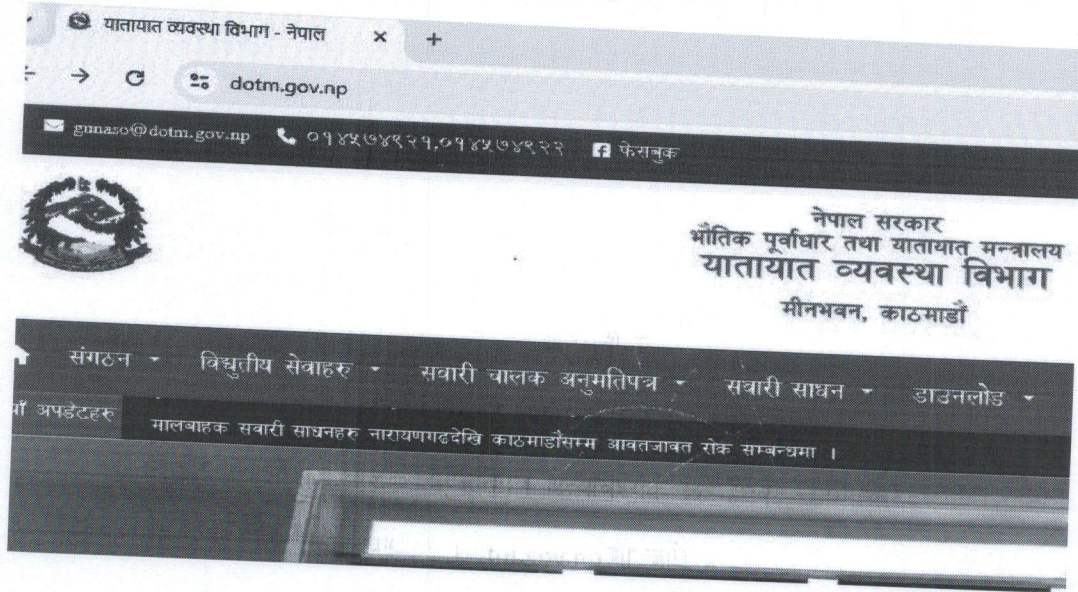 यातायात व्यवस्था विभाग - नेपाल × +
dotm.gov.np
gunaso@dotm.gov.np ०१४५७४९२१,०१४५७४९२२ फेसबुक
नेपाल सरकार
भौतिक पूर्वाधार तथा यातायात मन्त्रालय
यातायात व्यवस्था विभाग
मीनभवन, काठमाडौं
संगठन विद्युतीय सेवाहरु सवारी चालक अनुमतिपत्र सवारी साधन डाउनलोड
याँ अपडेटहरु मालबाहक सवारी साधनहरु नारायणगढदेखि काठमाडौँसम्म आवतजावत रोक सम्बन्धमा ।